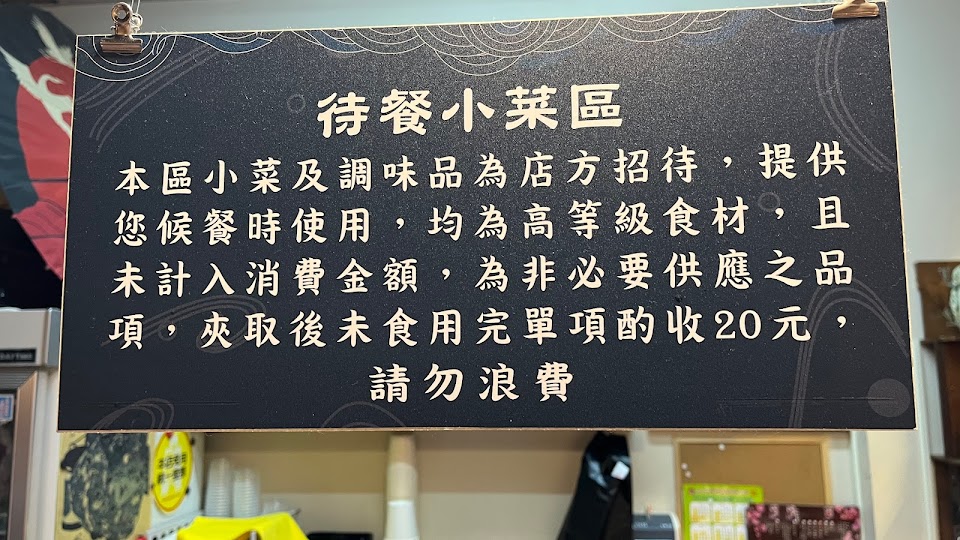 待餐小菜區
本區小菜及調味品為店方招待，提供
您候餐時使用，均為高等級食材，且
未計入消費金額，為非必要供應之品
項，夾取後未食用完單項酌收20元，
請勿浪費